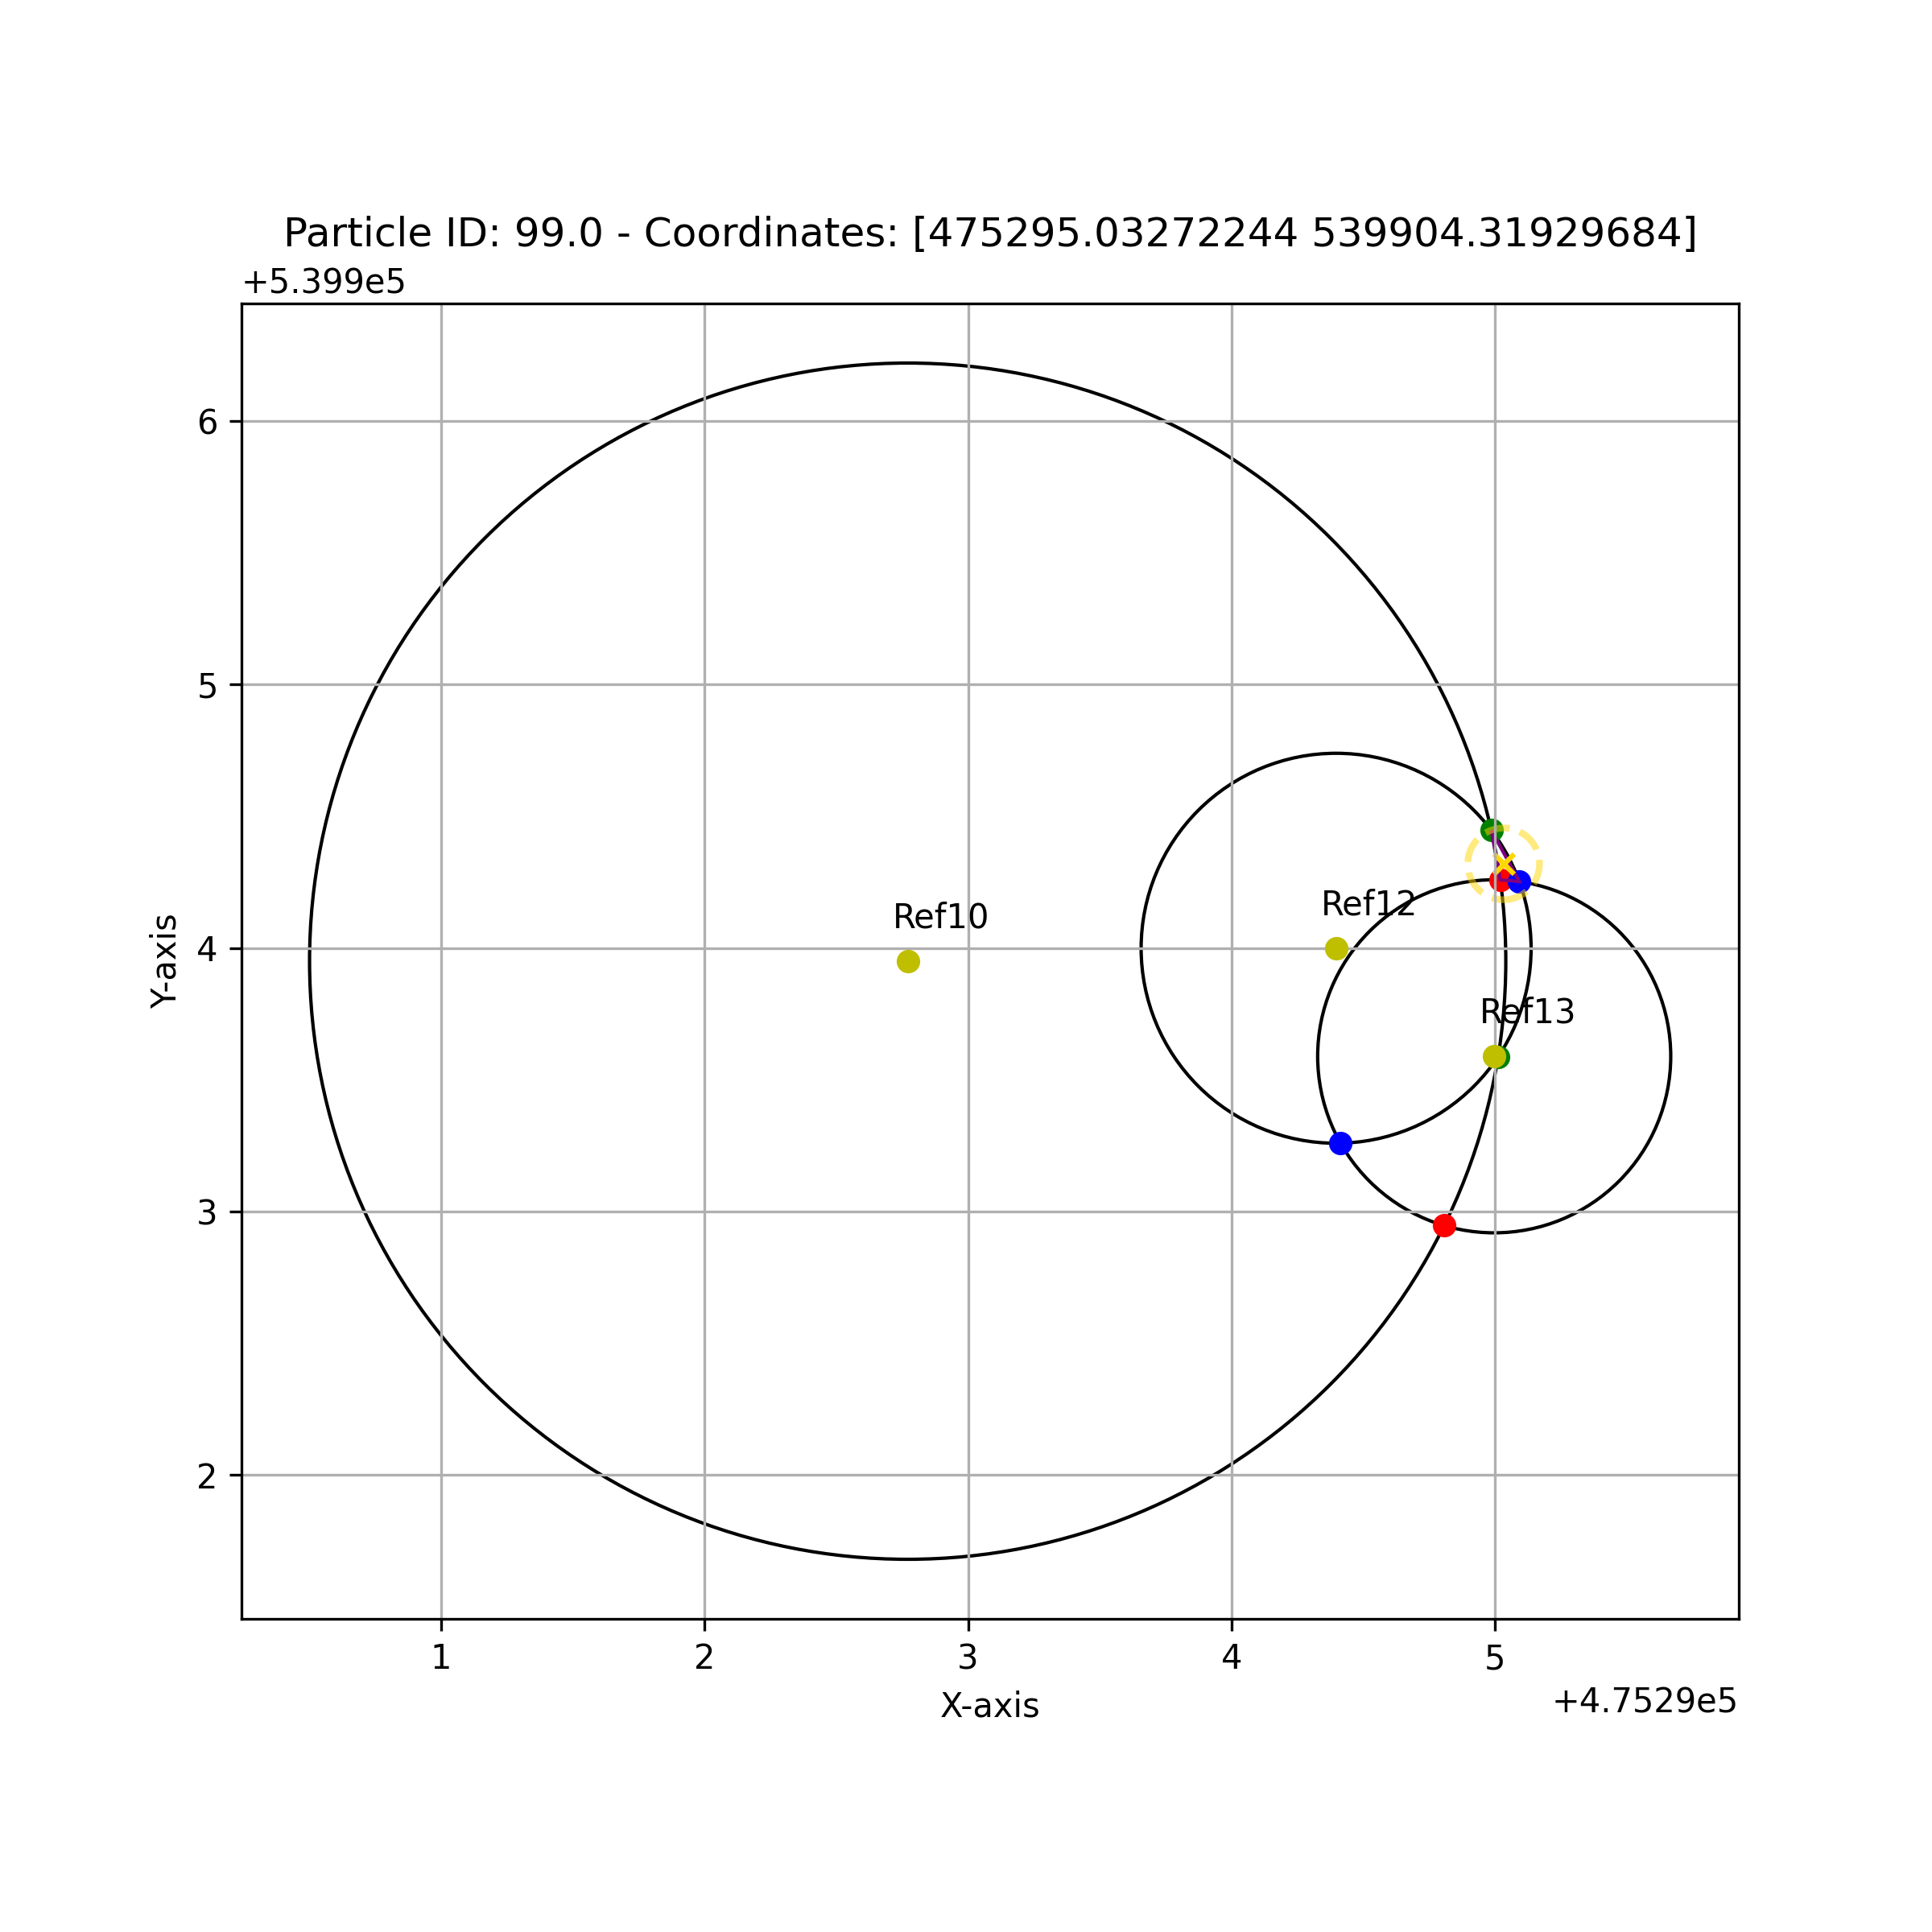 Particle ID: 99.0 - Coordinates: [475295.03272244 539904.31929684]
+5.399e5
6
5
4
3
2
Y-axis
Ref10
Ref12
Ref13
1 2 3 4 5
X-axis
+4.7529e5